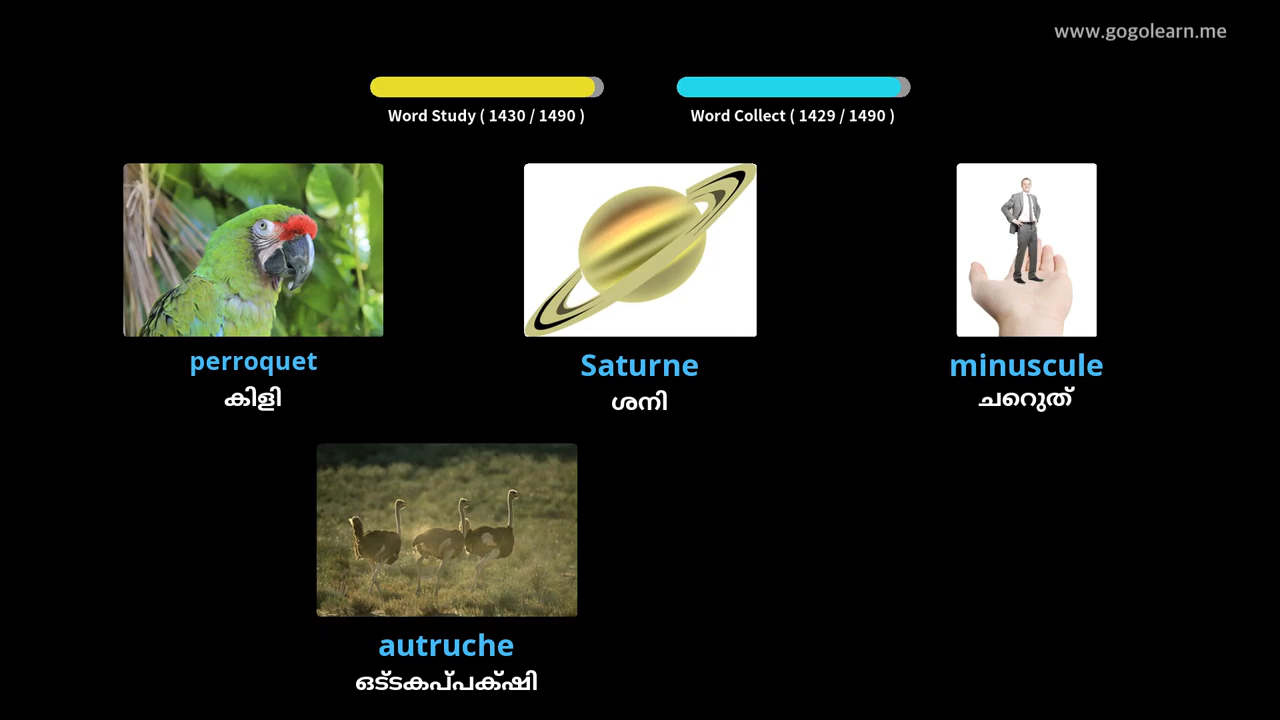 www.gogolearn.me
Word Study ( 1430 / 1490 )
Word Collect ( 1429 / 1490 )
perroquet
കിളി
Saturne
ശനി
minuscule
ചറെുത്
autruche
ഒട്ടകപ്പക്ഷി